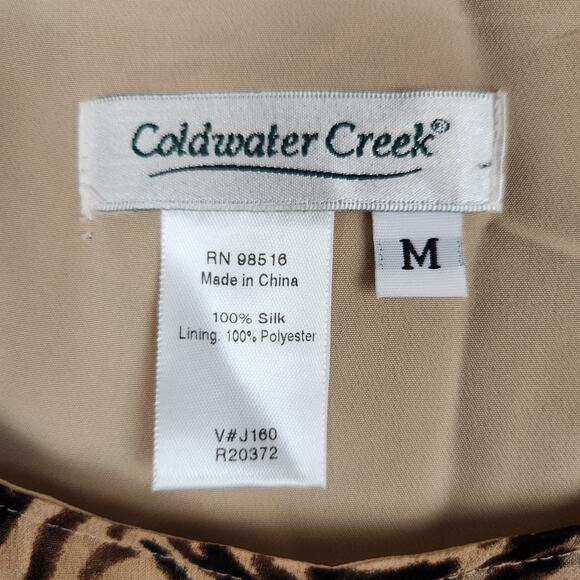 Coldwater Creek®
RN 98516
Made in China
100% Silk
Lining: 100% Polyester
V#J160
R20372
M